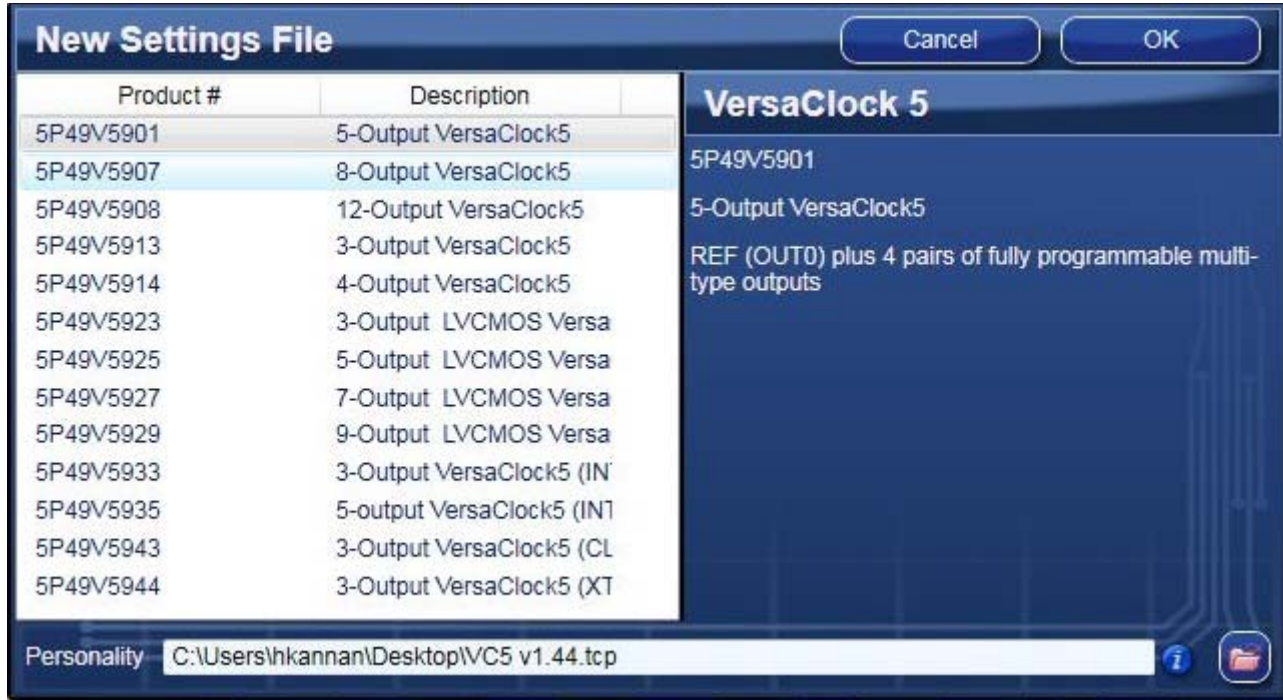 New Settings File
Cancel
OK
Product # Description
5P49V5901 5-Output VersaClock5
5P49V5907 8-Output VersaClock5
5P49V5908 12-Output VersaClock5
5P49V5913 3-Output VersaClock5
5P49V5914 4-Output VersaClock5
5P49V5923 3-Output LVCMOS Versa
5P49V5925 5-Output LVCMOS Versa
5P49V5927 7-Output LVCMOS Versa
5P49V5929 9-Output LVCMOS Versa
5P49V5933 3-Output VersaClock5 (IN
5P49V5935 5-output VersaClock5 (INT
5P49V5943 3-Output VersaClock5 (CL
5P49V5944 3-Output VersaClock5 (XT
VersaClock 5
5P49V5901
5-Output VersaClock5
REF (OUT0) plus 4 pairs of fully programmable multi-
type outputs
Personality C:\Users\hkannan\Desktop\VC5 v1.44.tcp